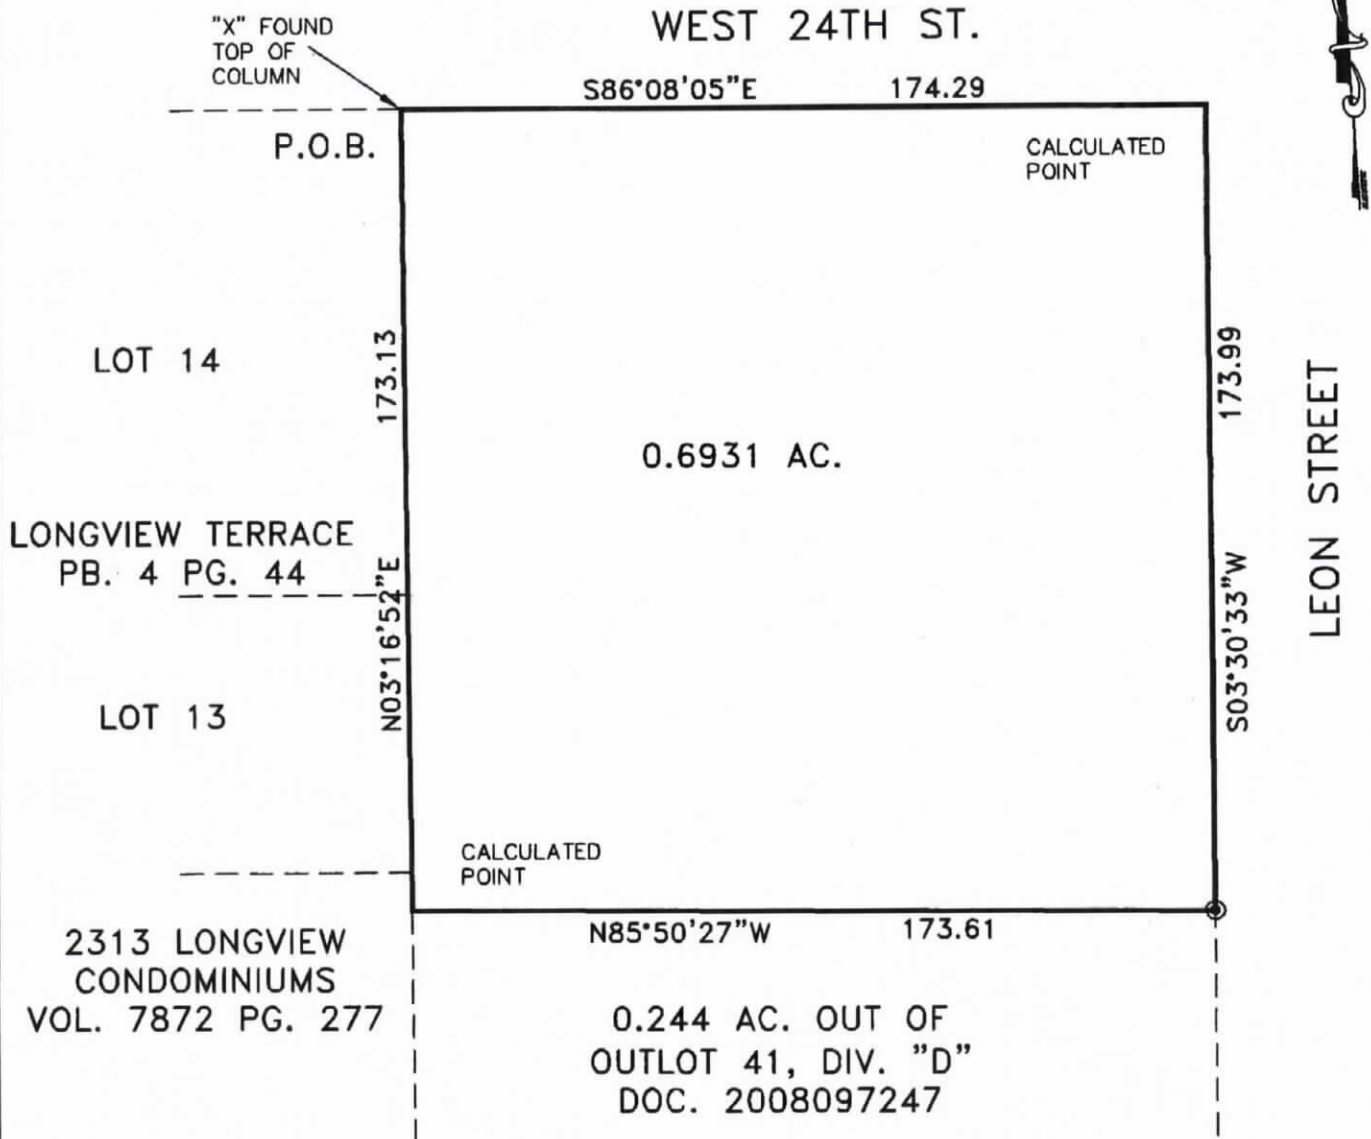 "X" FOUND
TOP OF
COLUMN
WEST 24TH ST.
S86°08'05"E 174.29
P.O.B.
CALCULATED
POINT
LOT 14
173.13
173.99
0.6931 AC.
LEON STREET
LONGVIEW TERRACE
PB. 4 PG. 44
N03°16'52"E
S03°30'33"W
LOT 13
CALCULATED
POINT
N85°50'27"W 173.61
2313 LONGVIEW
CONDOMINIUMS
VOL. 7872 PG. 277
0.244 AC. OUT OF
OUTLOT 41, DIV. "D"
DOC. 2008097247